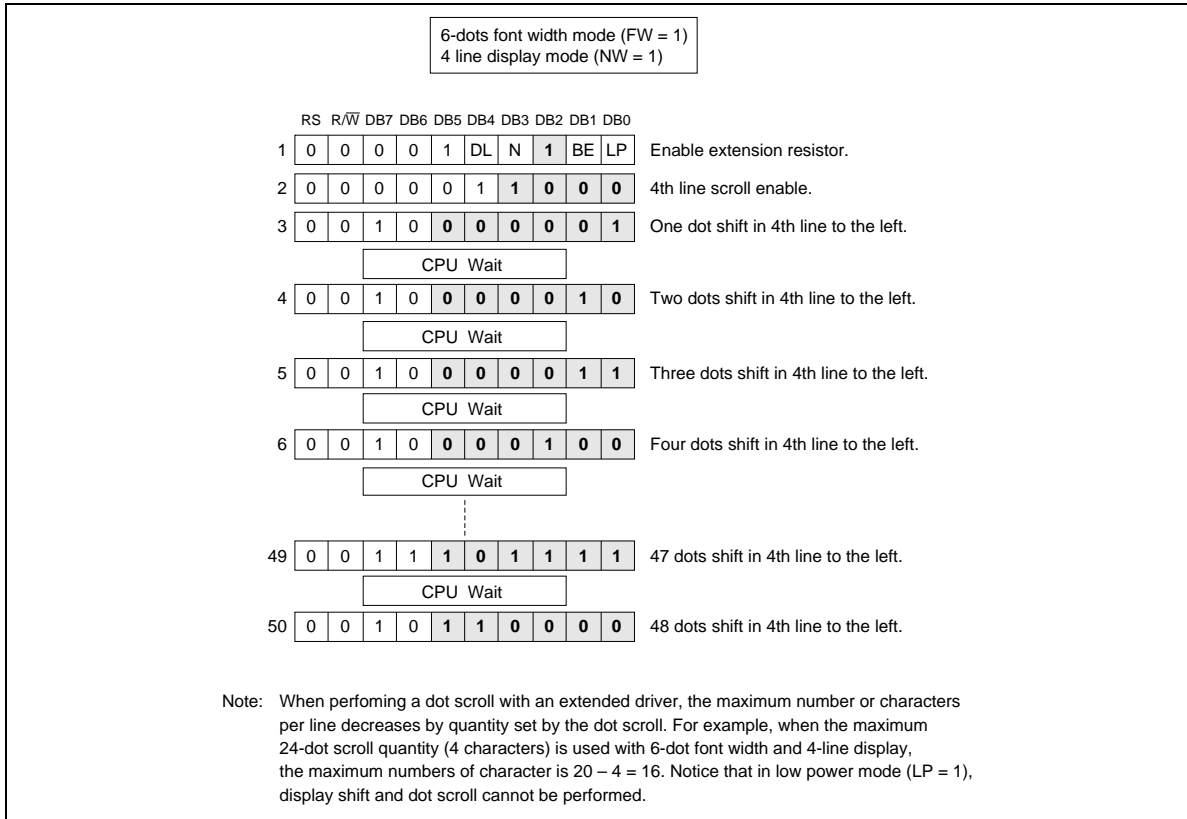 6-dots font width mode (FW = 1)
4 line display mode (NW = 1)
RS R/W̅ DB7 DB6 DB5 DB4 DB3 DB2 DB1 DB0
1 0 0 0 0 1 DL N 1 BE LP Enable extension resistor.
2 0 0 0 0 0 1 1 0 0 0 4th line scroll enable.
3 0 0 1 0 0 0 0 0 0 1 One dot shift in 4th line to the left.
CPU Wait
4 0 0 1 0 0 0 0 0 1 0 Two dots shift in 4th line to the left.
CPU Wait
5 0 0 1 0 0 0 0 0 1 1 Three dots shift in 4th line to the left.
CPU Wait
6 0 0 1 0 0 0 0 1 0 0 Four dots shift in 4th line to the left.
CPU Wait
49 0 0 1 1 1 0 1 1 1 1 47 dots shift in 4th line to the left.
CPU Wait
50 0 0 1 0 1 1 0 0 0 0 48 dots shift in 4th line to the left.
Note: When perfoming a dot scroll with an extended driver, the maximum number or characters
per line decreases by quantity set by the dot scroll. For example, when the maximum
24-dot scroll quantity (4 characters) is used with 6-dot font width and 4-line display,
the maximum numbers of character is 20 – 4 = 16. Notice that in low power mode (LP = 1),
display shift and dot scroll cannot be performed.